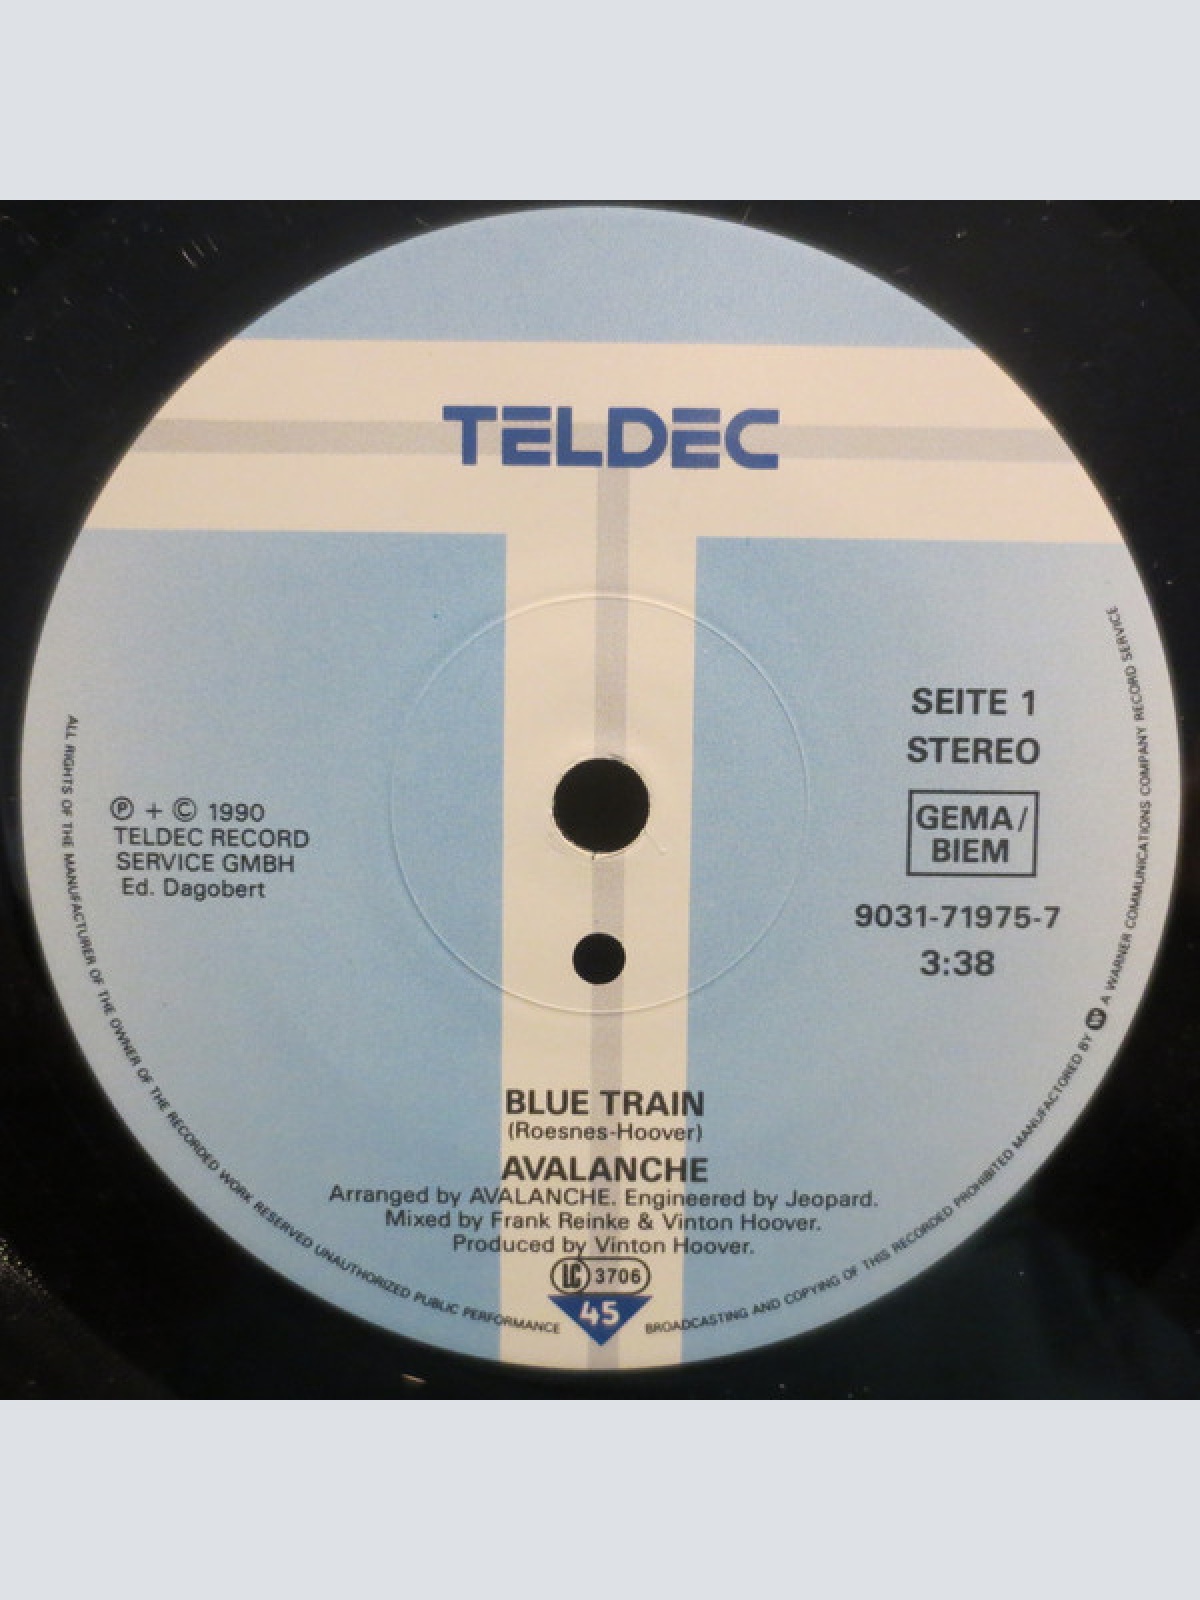 TELDEC
SEITE 1
STEREO
GEMA/
BIEM
9031-71975-7
3:38
Ⓟ + © 1990
TELDEC RECORD
SERVICE GMBH
Ed. Dagobert
BLUE TRAIN
(Roesnes-Hoover)
AVALANCHE
Arranged by AVALANCHE. Engineered by Jeopard.
Mixed by Frank Reinke & Vinton Hoover.
Produced by Vinton Hoover.
LC 3706
45
ALL RIGHTS OF THE MANUFACTURER OF THE OWNER OF THE RECORDED WORK RESERVED UNAUTHORIZED PUBLIC PERFORMANCE BROADCASTING AND COPYING OF THIS RECORDED PROHIBITED MANUFACTORED BY W A WARNER COMMUNICATIONS COMPANY RECORD SERVICE